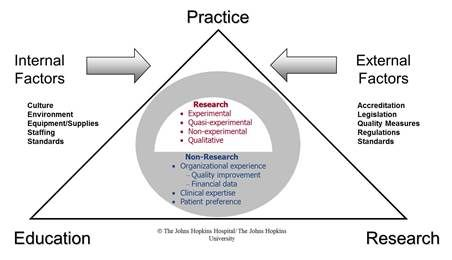 Practice
Internal
Factors
External
Factors
Culture
Environment
Equipment/Supplies
Staffing
Standards
Accreditation
Legislation
Quality Measures
Regulations
Standards
Research
• Experimental
• Quasi-experimental
• Non-experimental
• Qualitative
Non-Research
• Organizational experience
– Quality improvement
– Financial data
• Clinical expertise
• Patient preference
© The Johns Hopkins Hospital/ The Johns Hopkins
University
Education
Research